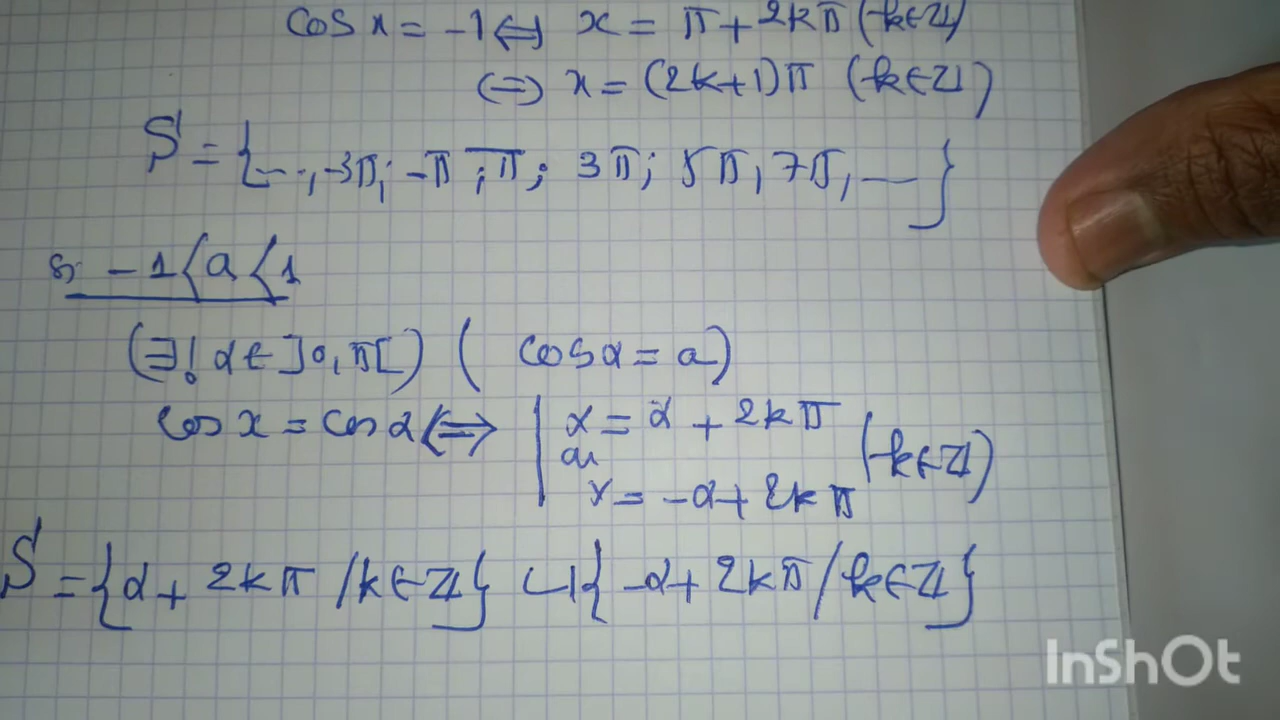 cos x = -1 ⟺ x = π + 2kπ (k∈ℤ)
⟺ x = (2k+1)π (k∈ℤ)
S = {..., -3π; -π; π; 3π; 5π, 7π, ...}
si -1 < a < 1
(∃! α ∈ ]0, π[) (cos α = a)
cos x = cos α ⟺ | x = α + 2kπ
ou (k∈ℤ)
x = -α + 2kπ
S = {α + 2kπ / k∈ℤ} ∪ {-α + 2kπ / k∈ℤ}
InShOt